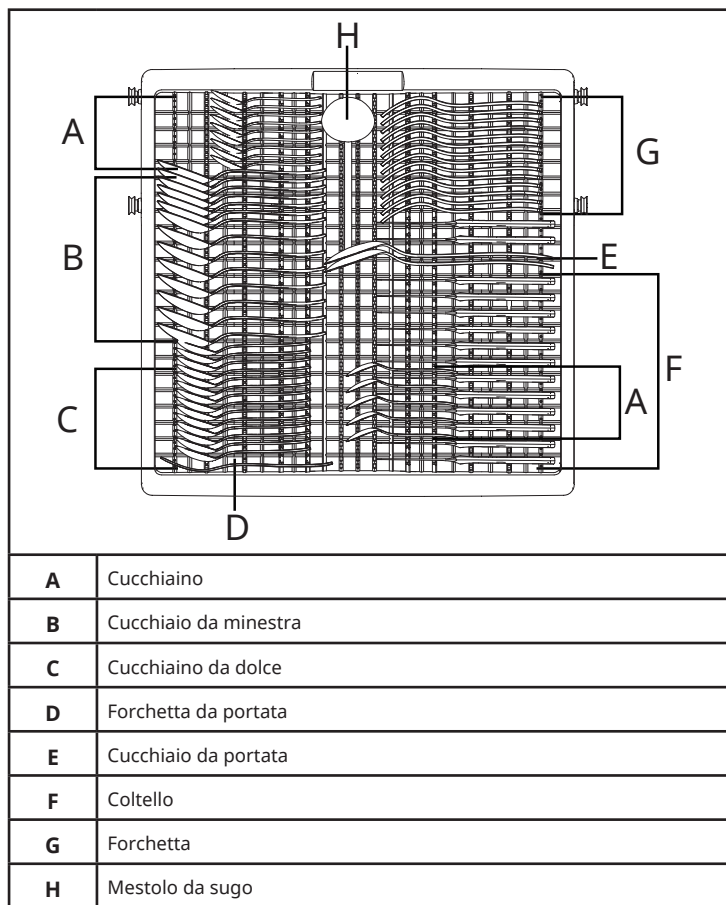 H
A
G
B
E
F
A
C
D
A Cucchiaino
B Cucchiaio da minestra
C Cucchiaino da dolce
D Forchetta da portata
E Cucchiaio da portata
F Coltello
G Forchetta
H Mestolo da sugo